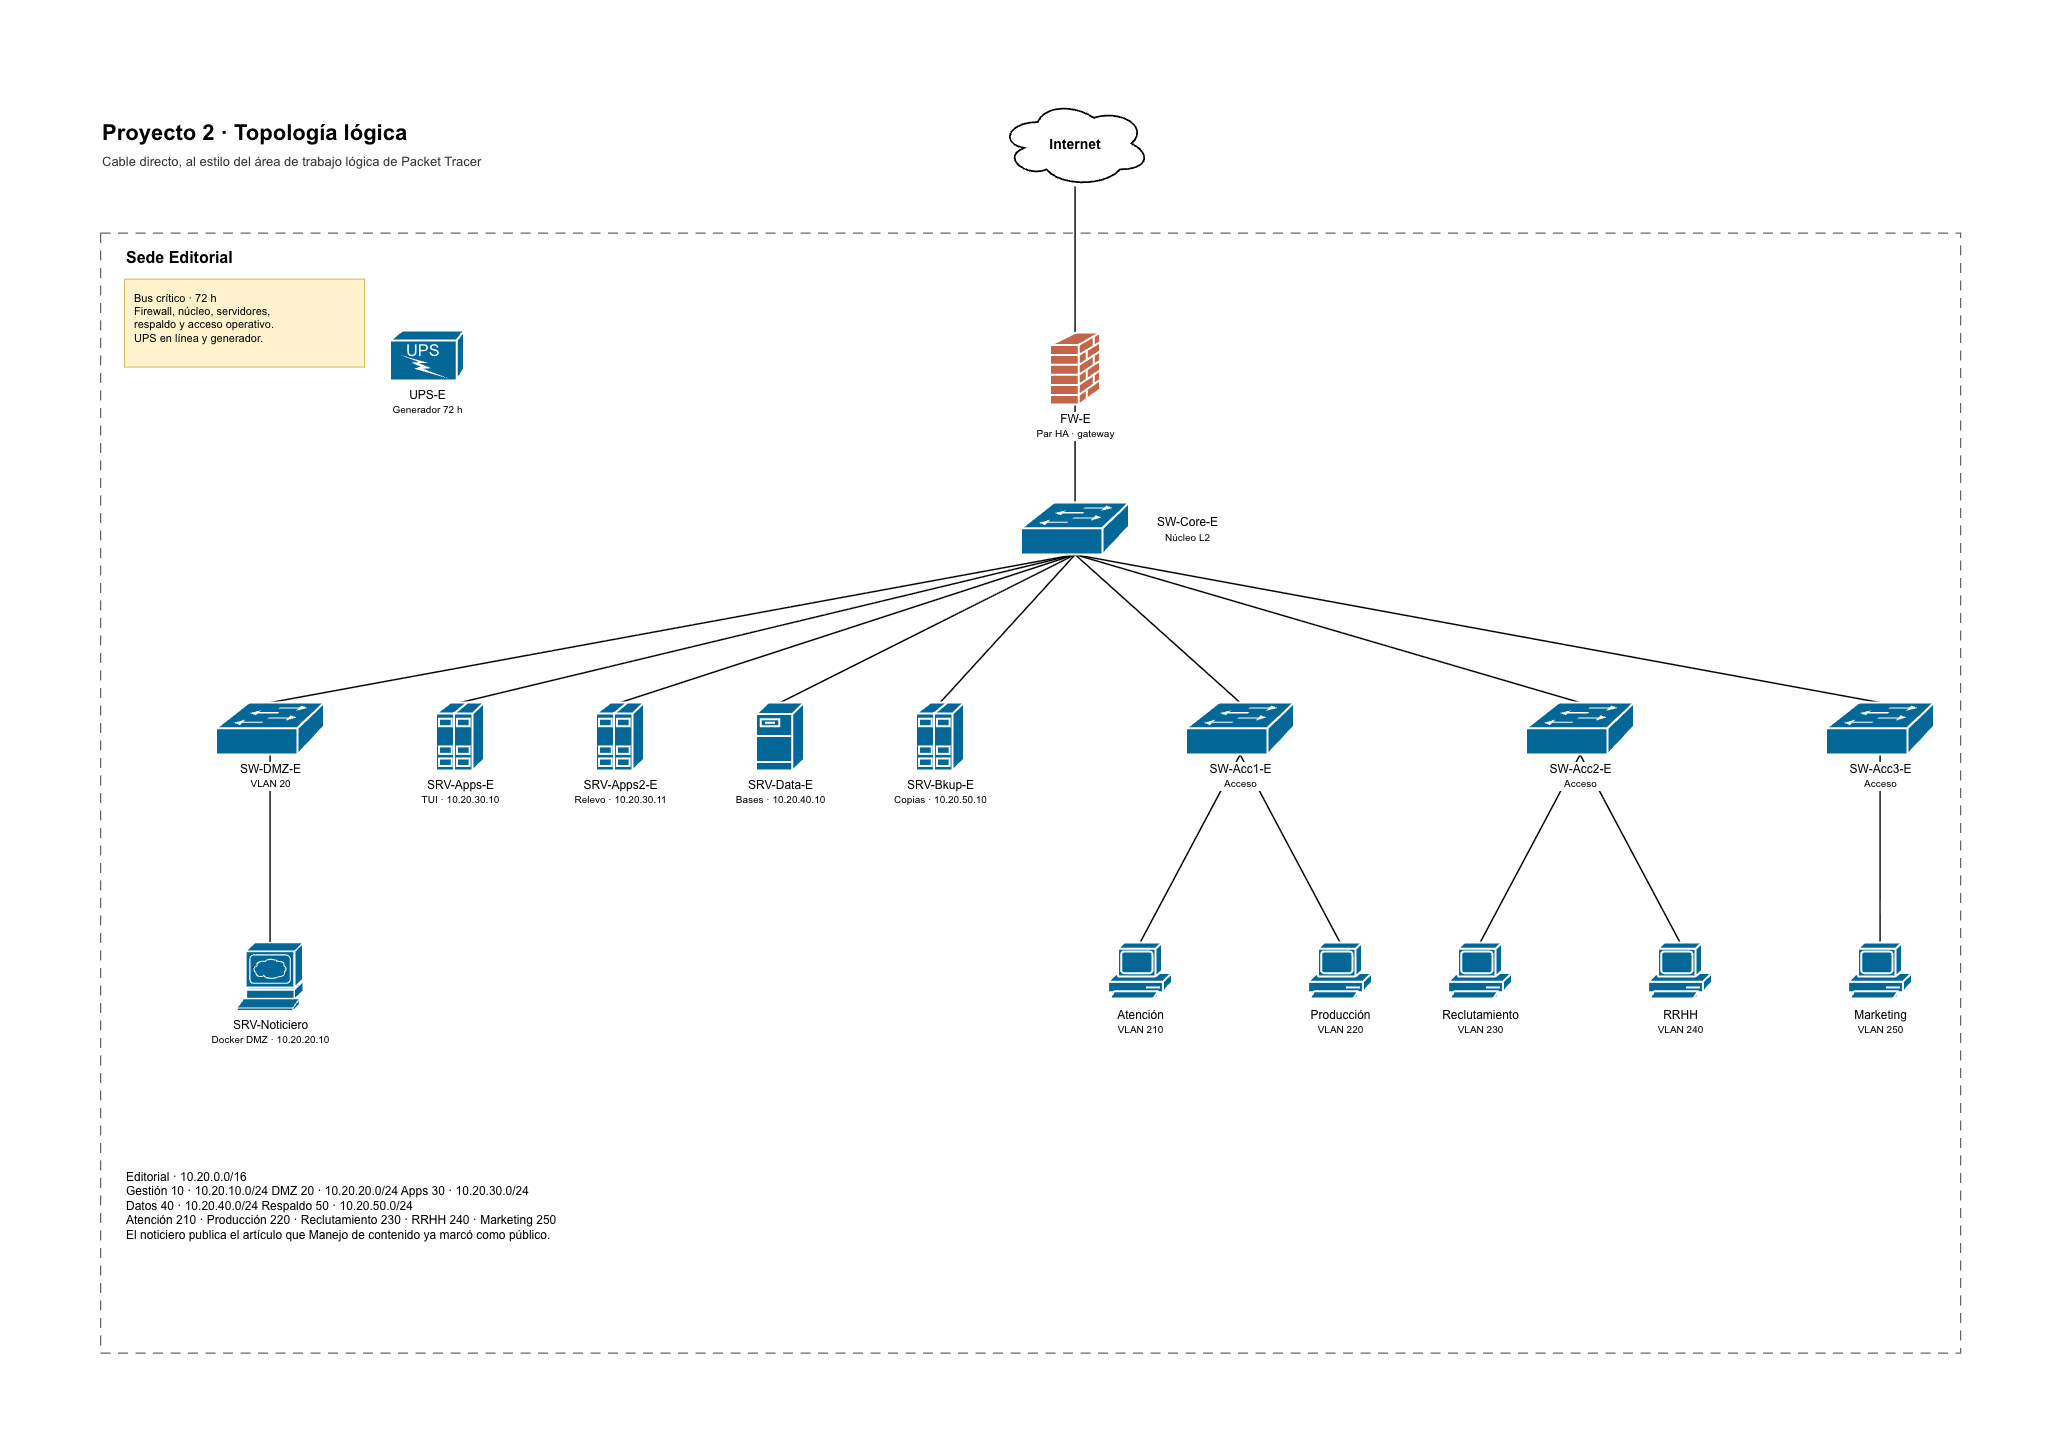 Proyecto 2 · Topología lógica
Cable directo, al estilo del área de trabajo lógica de Packet Tracer
Internet
Sede Editorial
Bus crítico · 72 h
Firewall, núcleo, servidores,
respaldo y acceso operativo.
UPS en línea y generador.
UPS
UPS-E
Generador 72 h
FW-E
Par HA · gateway
SW-Core-E
Núcleo L2
SW-DMZ-E
VLAN 20
SRV-Apps-E
TUI · 10.20.30.10
SRV-Apps2-E
Relevo · 10.20.30.11
SRV-Data-E
Bases · 10.20.40.10
SRV-Bkup-E
Copias · 10.20.50.10
SW-Acc1-E
Acceso
SW-Acc2-E
Acceso
SW-Acc3-E
Acceso
SRV-Noticiero
Docker DMZ · 10.20.20.10
Atención
VLAN 210
Producción
VLAN 220
Reclutamiento
VLAN 230
RRHH
VLAN 240
Marketing
VLAN 250
Editorial · 10.20.0.0/16
Gestión 10 · 10.20.10.0/24 DMZ 20 · 10.20.20.0/24 Apps 30 · 10.20.30.0/24
Datos 40 · 10.20.40.0/24 Respaldo 50 · 10.20.50.0/24
Atención 210 · Producción 220 · Reclutamiento 230 · RRHH 240 · Marketing 250
El noticiero publica el artículo que Manejo de contenido ya marcó como público.